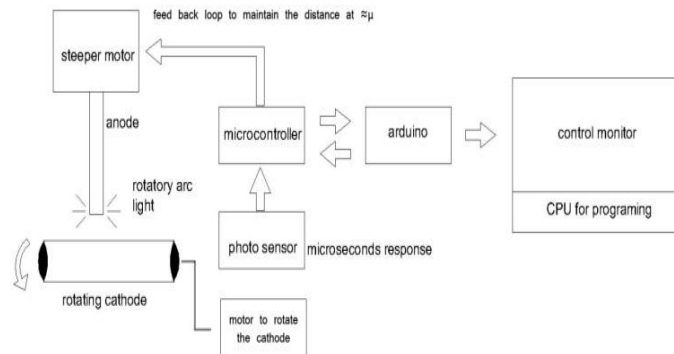 feed back loop to maintain the distance at ≈μ
steeper motor
anode
microcontroller
arduino
control monitor
rotatory arc
light
CPU for programing
photo sensor
microseconds response
rotating cathode
motor to rotate
the cathode